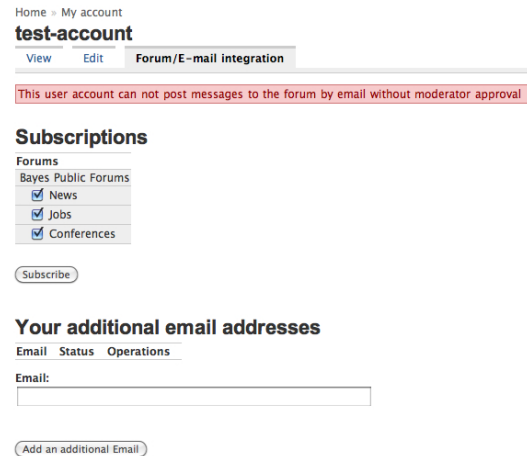 Home » My account
test-account
View Edit Forum/E-mail integration
This user account can not post messages to the forum by email without moderator approval
Subscriptions
Forums
Bayes Public Forums
News
Jobs
Conferences
Subscribe
Your additional email addresses
Email Status Operations
Email:
Add an additional Email